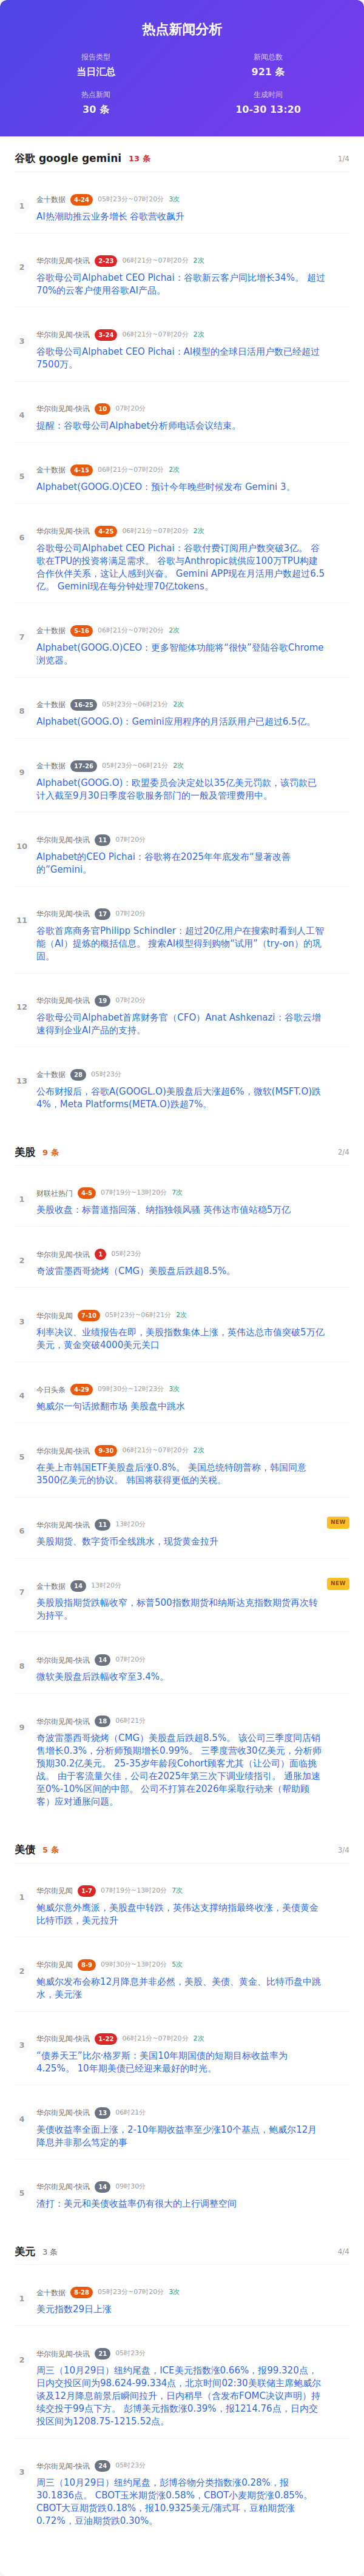 热点新闻分析
报告类型
当日汇总
新闻总数
921 条
热点新闻
30 条
生成时间
10-30 13:20
谷歌 google gemini 13 条 1/4
1
金十数据 4-24 05时23分~07时20分 3次
AI热潮助推云业务增长 谷歌营收飙升
2
华尔街见闻-快讯 2-23 06时21分~07时20分 2次
谷歌母公司Alphabet CEO Pichai：谷歌新云客户同比增长34%。 超过
70%的云客户使用谷歌AI产品。
3
华尔街见闻-快讯 3-24 06时21分~07时20分 2次
谷歌母公司Alphabet CEO Pichai：AI模型的全球日活用户数已经超过
7500万。
4
华尔街见闻-快讯 10 07时20分
提醒：谷歌母公司Alphabet分析师电话会议结束。
5
金十数据 4-15 06时21分~07时20分 2次
Alphabet(GOOG.O)CEO：预计今年晚些时候发布 Gemini 3。
6
华尔街见闻-快讯 4-25 06时21分~07时20分 2次
谷歌母公司Alphabet CEO Pichai：谷歌付费订阅用户数突破3亿。 谷
歌在TPU的投资将满足需求。 谷歌与Anthropic就供应100万TPU构建
合作伙伴关系，这让人感到兴奋。 Gemini APP现在月活用户数超过6.5
亿。 Gemini现在每分钟处理70亿tokens。
7
金十数据 5-16 06时21分~07时20分 2次
Alphabet(GOOG.O)CEO：更多智能体功能将“很快”登陆谷歌Chrome
浏览器。
8
金十数据 16-25 05时23分~06时21分 2次
Alphabet(GOOG.O)：Gemini应用程序的月活跃用户已超过6.5亿。
9
金十数据 17-26 05时23分~06时21分 2次
Alphabet(GOOG.O)：欧盟委员会决定处以35亿美元罚款，该罚款已
计入截至9月30日季度谷歌服务部门的一般及管理费用中。
10
华尔街见闻-快讯 11 07时20分
Alphabet的CEO Pichai：谷歌将在2025年年底发布“显著改善
的”Gemini。
11
华尔街见闻-快讯 17 07时20分
谷歌首席商务官Philipp Schindler：超过20亿用户在搜索时看到人工智
能（AI）提炼的概括信息。 搜索AI模型得到购物“试用”（try-on）的巩
固。
12
华尔街见闻-快讯 19 07时20分
谷歌母公司Alphabet首席财务官（CFO）Anat Ashkenazi：谷歌云增
速得到企业AI产品的支持。
13
金十数据 28 05时23分
公布财报后，谷歌A(GOOGL.O)美股盘后大涨超6%，微软(MSFT.O)跌
4%，Meta Platforms(META.O)跌超7%。
美股 9 条 2/4
1
财联社热门 4-5 07时19分~13时20分 7次
美股收盘：标普道指回落、纳指独领风骚 英伟达市值站稳5万亿
2
华尔街见闻-快讯 1 05时23分
奇波雷墨西哥烧烤（CMG）美股盘后跌超8.5%。
3
华尔街见闻 7-10 05时23分~06时21分 2次
利率决议、业绩报告在即，美股指数集体上涨，英伟达总市值突破5万亿
美元，黄金突破4000美元关口
4
今日头条 4-29 09时30分~12时23分 3次
鲍威尔一句话掀翻市场 美股盘中跳水
5
华尔街见闻-快讯 9-30 06时21分~07时20分 2次
在美上市韩国ETF美股盘后涨0.8%。 美国总统特朗普称，韩国同意
3500亿美元的协议。 韩国将获得更低的关税。
6
华尔街见闻-快讯 11 13时20分
NEW
美股期货、数字货币全线跳水，现货黄金拉升
7
金十数据 14 13时20分
NEW
美股股指期货跌幅收窄，标普500指数期货和纳斯达克指数期货再次转
为持平。
8
华尔街见闻-快讯 14 07时20分
微软美股盘后跌幅收窄至3.4%。
9
华尔街见闻-快讯 18 06时21分
奇波雷墨西哥烧烤（CMG）美股盘后跌超8.5%。 该公司三季度同店销
售增长0.3%，分析师预期增长0.99%。 三季度营收30亿美元，分析师
预期30.2亿美元。 25-35岁年龄段Cohort顾客尤其（让公司）面临挑
战。 由于客流量欠佳，公司在2025年第三次下调业绩指引。 通胀加速
至0%-10%区间的中部。 公司不打算在2026年采取行动来（帮助顾
客）应对通胀问题。
美债 5 条 3/4
1
华尔街见闻 1-7 07时19分~13时20分 7次
鲍威尔意外鹰派，美股盘中转跌，英伟达支撑纳指最终收涨，美债黄金
比特币跌，美元拉升
2
华尔街见闻 8-9 09时30分~13时20分 5次
鲍威尔发布会称12月降息并非必然，美股、美债、黄金、比特币盘中跳
水，美元涨
3
华尔街见闻-快讯 1-22 06时21分~07时20分 2次
“债券天王”比尔·格罗斯：美国10年期国债的短期目标收益率为
4.25%。 10年期美债已经迎来最好的时光。
4
华尔街见闻-快讯 13 06时21分
美债收益率全面上涨，2-10年期收益率至少涨10个基点，鲍威尔12月
降息并非那么笃定的事
5
华尔街见闻-快讯 14 09时30分
渣打：美元和美债收益率仍有很大的上行调整空间
美元 3 条 4/4
1
金十数据 8-28 05时23分~07时20分 3次
美元指数29日上涨
2
华尔街见闻-快讯 21 05时23分
周三（10月29日）纽约尾盘，ICE美元指数涨0.66%，报99.320点，
日内交投区间为98.624-99.334点，北京时间02:30美联储主席鲍威尔
谈及12月降息前景后瞬间拉升，日内稍早（含发布FOMC决议声明）持
续交投于99点下方。 彭博美元指数涨0.39%，报1214.76点，日内交
投区间为1208.75-1215.52点。
3
华尔街见闻-快讯 24 05时23分
周三（10月29日）纽约尾盘，彭博谷物分类指数涨0.28%，报
30.1836点。 CBOT玉米期货涨0.58%，CBOT小麦期货涨0.85%。
CBOT大豆期货跌0.18%，报10.9325美元/蒲式耳，豆粕期货涨
0.72%，豆油期货跌0.30%。